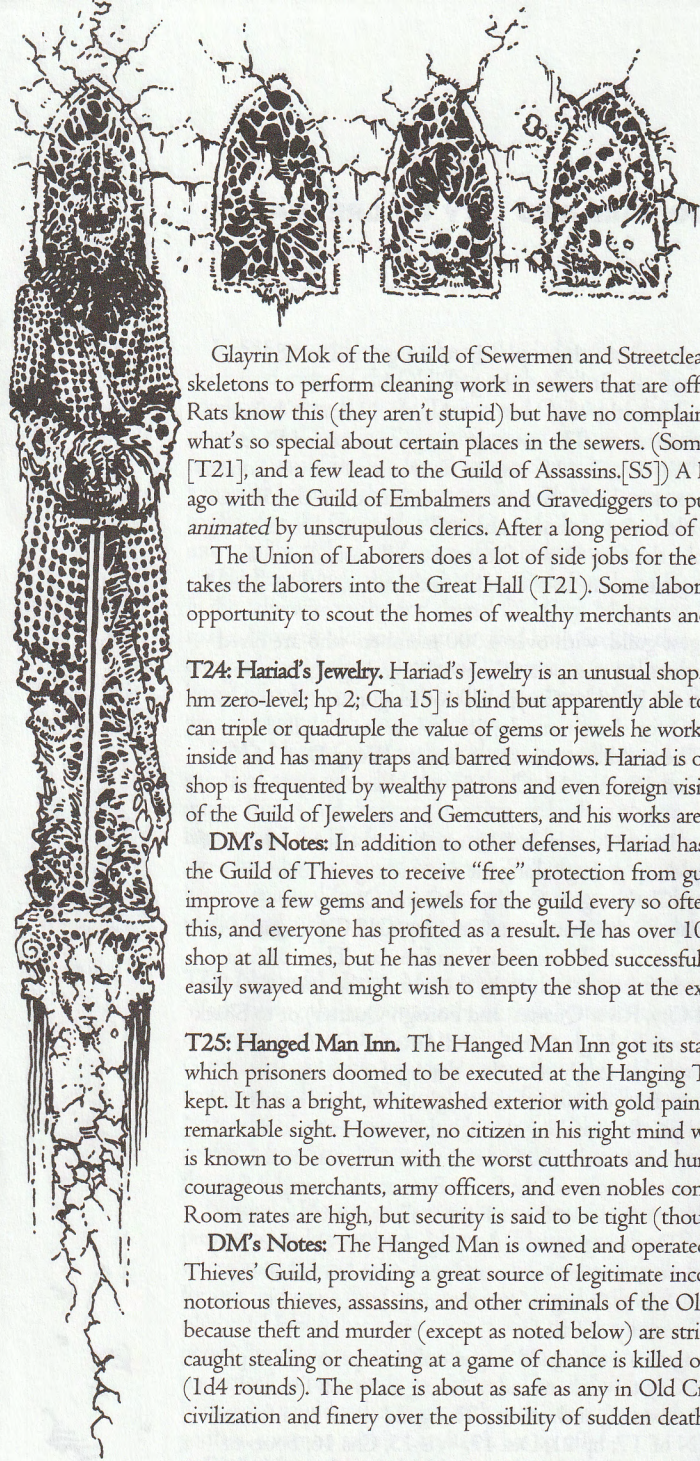 Glayrin Mok of the Guild of Sewermen and Streetclea
skeletons to perform cleaning work in sewers that are off
Rats know this (they aren't stupid) but have no complain
what's so special about certain places in the sewers. (Som
[T21], and a few lead to the Guild of Assassins.[S5]) A
ago with the Guild of Embalmers and Gravediggers to pu
animated by unscrupulous clerics. After a long period of
The Union of Laborers does a lot of side jobs for the
takes the laborers into the Great Hall (T21). Some labor
opportunity to scout the homes of wealthy merchants an
T24: Hariad's Jewelry. Hariad's Jewelry is an unusual shop
hm zero-level; hp 2; Cha 15] is blind but apparently able to
can triple or quadruple the value of gems or jewels he work
inside and has many traps and barred windows. Hariad is o
shop is frequented by wealthy patrons and even foreign visi
of the Guild of Jewelers and Gemcutters, and his works are
DM's Notes: In addition to other defenses, Hariad has
the Guild of Thieves to receive “free” protection from gu
improve a few gems and jewels for the guild every so ofte
this, and everyone has profited as a result. He has over 10
shop at all times, but he has never been robbed successful
easily swayed and might wish to empty the shop at the ex
T25: Hanged Man Inn. The Hanged Man Inn got its sta
which prisoners doomed to be executed at the Hanging T
kept. It has a bright, whitewashed exterior with gold pain
remarkable sight. However, no citizen in his right mind w
is known to be overrun with the worst cutthroats and hu
courageous merchants, army officers, and even nobles con
Room rates are high, but security is said to be tight (thou
DM's Notes: The Hanged Man is owned and operate
Thieves' Guild, providing a great source of legitimate inc
notorious thieves, assassins, and other criminals of the Ol
because theft and murder (except as noted below) are stri
caught stealing or cheating at a game of chance is killed o
(1d4 rounds). The place is about as safe as any in Old Ci
civilization and finery over the possibility of sudden death